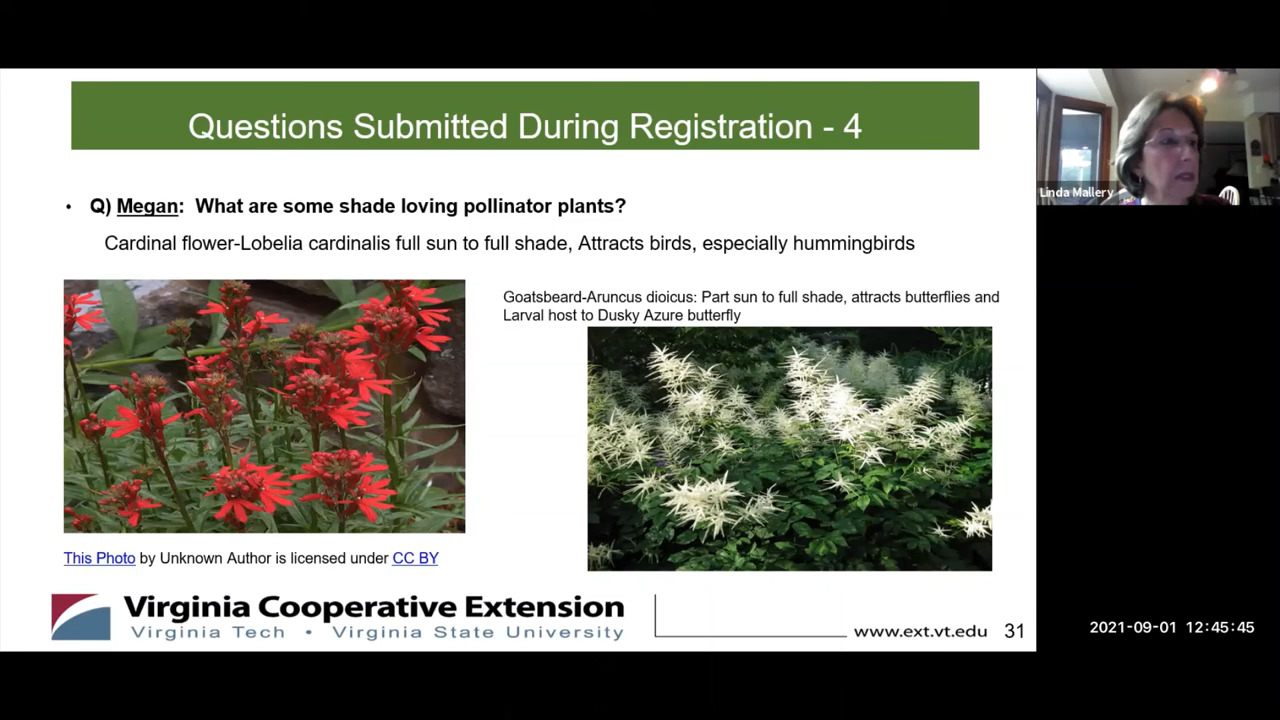 Questions Submitted During Registration - 4
• Q) Megan: What are some shade loving pollinator plants?
Cardinal flower-Lobelia cardinalis full sun to full shade, Attracts birds, especially hummingbirds
Goatsbeard-Aruncus dioicus: Part sun to full shade, attracts butterflies and
Larval host to Dusky Azure butterfly
This Photo by Unknown Author is licensed under CC BY
Virginia Cooperative Extension
Virginia Tech • Virginia State University
www.ext.vt.edu
31
Linda Mallery
2021-09-01 12:45:45